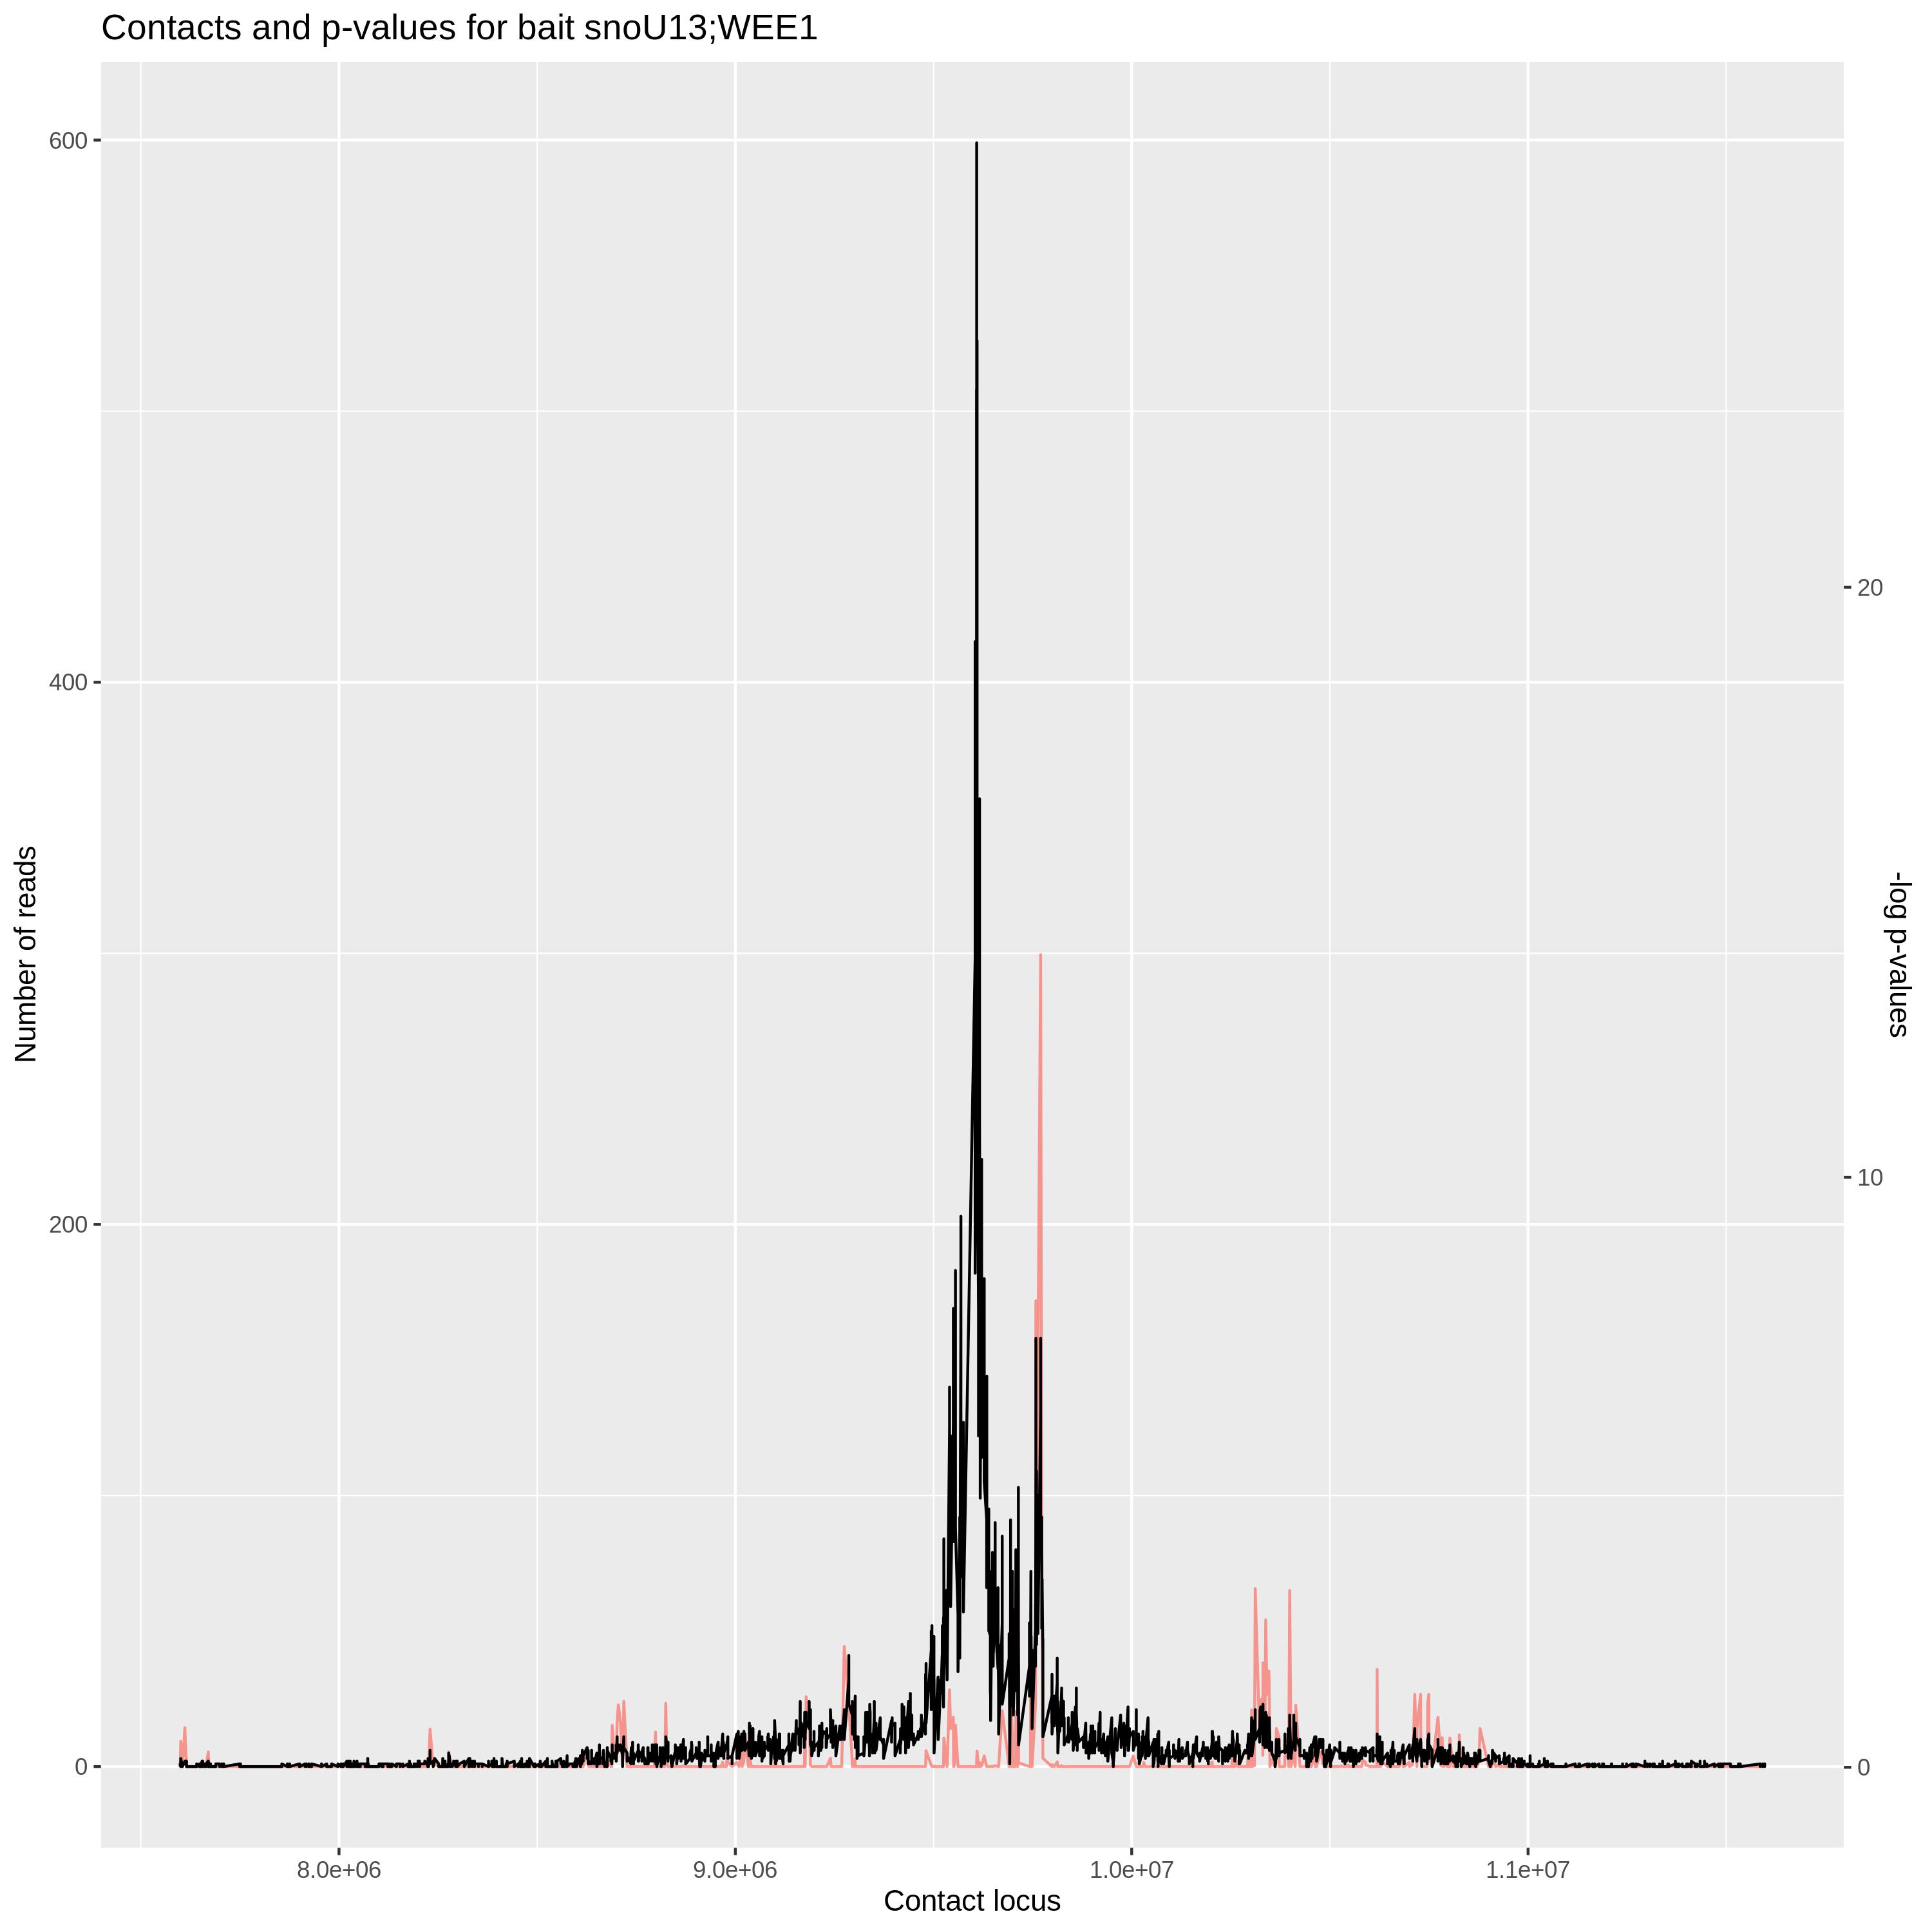 Contacts and p-values for bait snoU13;WEE1
600
400
200
0
Number of reads
20
10
0
-log p-values
8.0e+06
9.0e+06
1.0e+07
1.1e+07
Contact locus